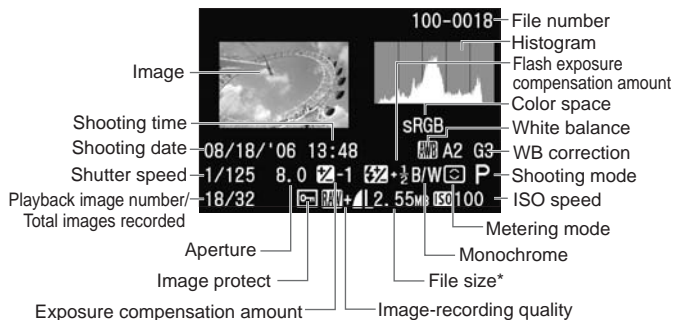 100-0018
File number
Histogram
Flash exposure
compensation amount
Image
Color space
sRGB
White balance
Shooting time
Shooting date
08/18/'06 13:48
AWB A2 G3
WB correction
Shutter speed
1/125 8.0 -1 +½ B/W P
Shooting mode
Playback image number/
Total images recorded
18/32 RAW+ L 2.55MB ISO100
ISO speed
Metering mode
Aperture
Monochrome
Image protect
File size*
Exposure compensation amount
Image-recording quality